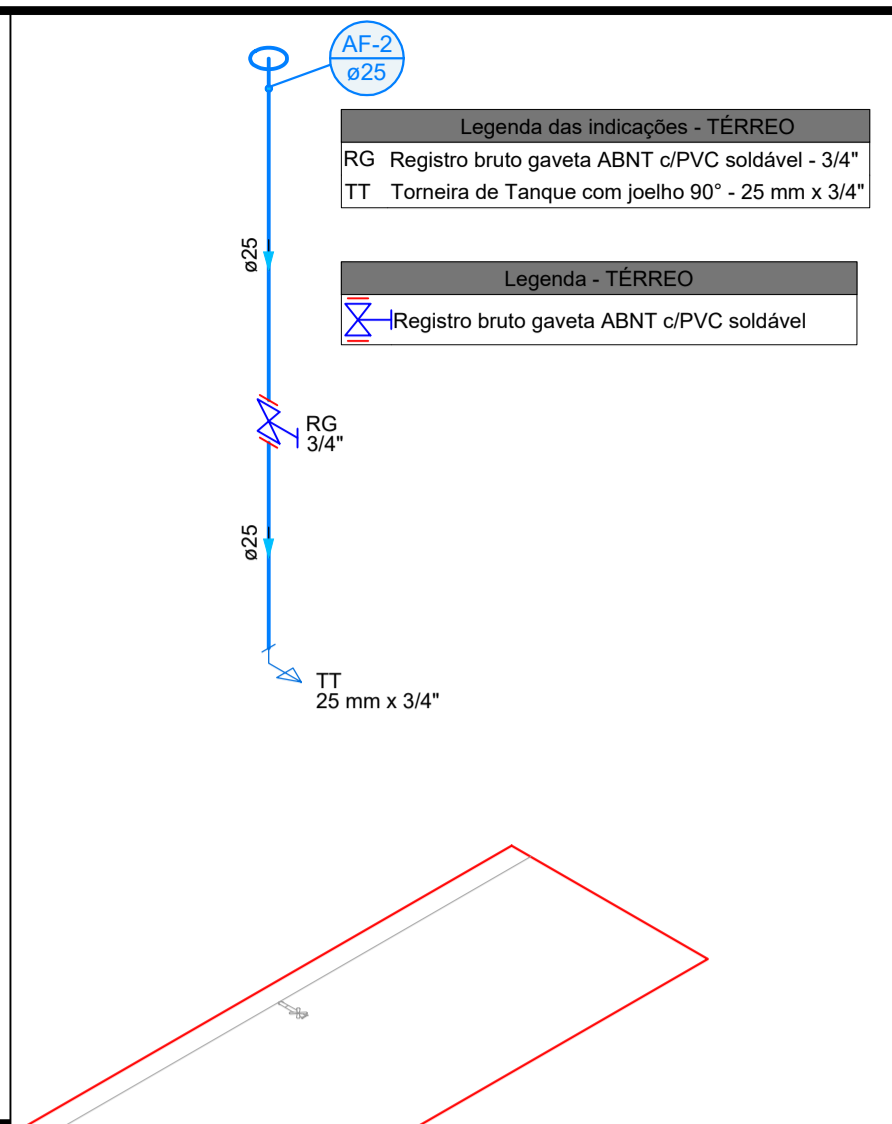 AF-2
ø25
Legenda das indicações - TÉRREO
RG Registro bruto gaveta ABNT c/PVC soldável - 3/4"
TT Torneira de Tanque com joelho 90° - 25 mm x 3/4"
ø25
Legenda - TÉRREO
Registro bruto gaveta ABNT c/PVC soldável
RG
3/4"
ø25
TT
25 mm x 3/4"